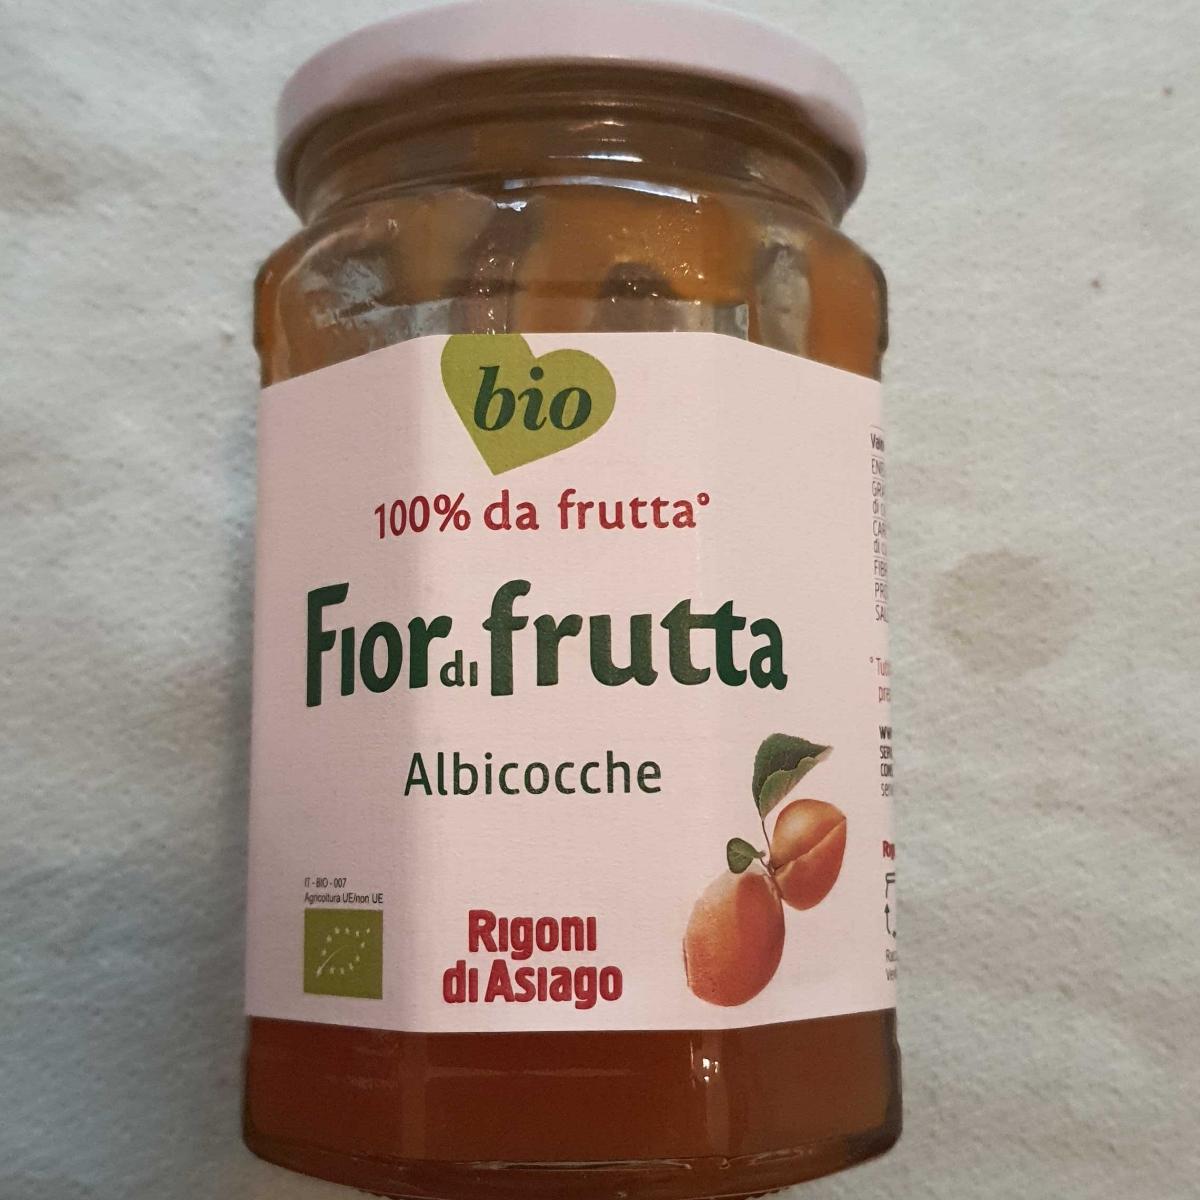 bio
100% da frutta°
Fior di frutta
Albicocche
IT - BIO - 007
Agricoltura UE/non UE
Rigoni
di Asiago